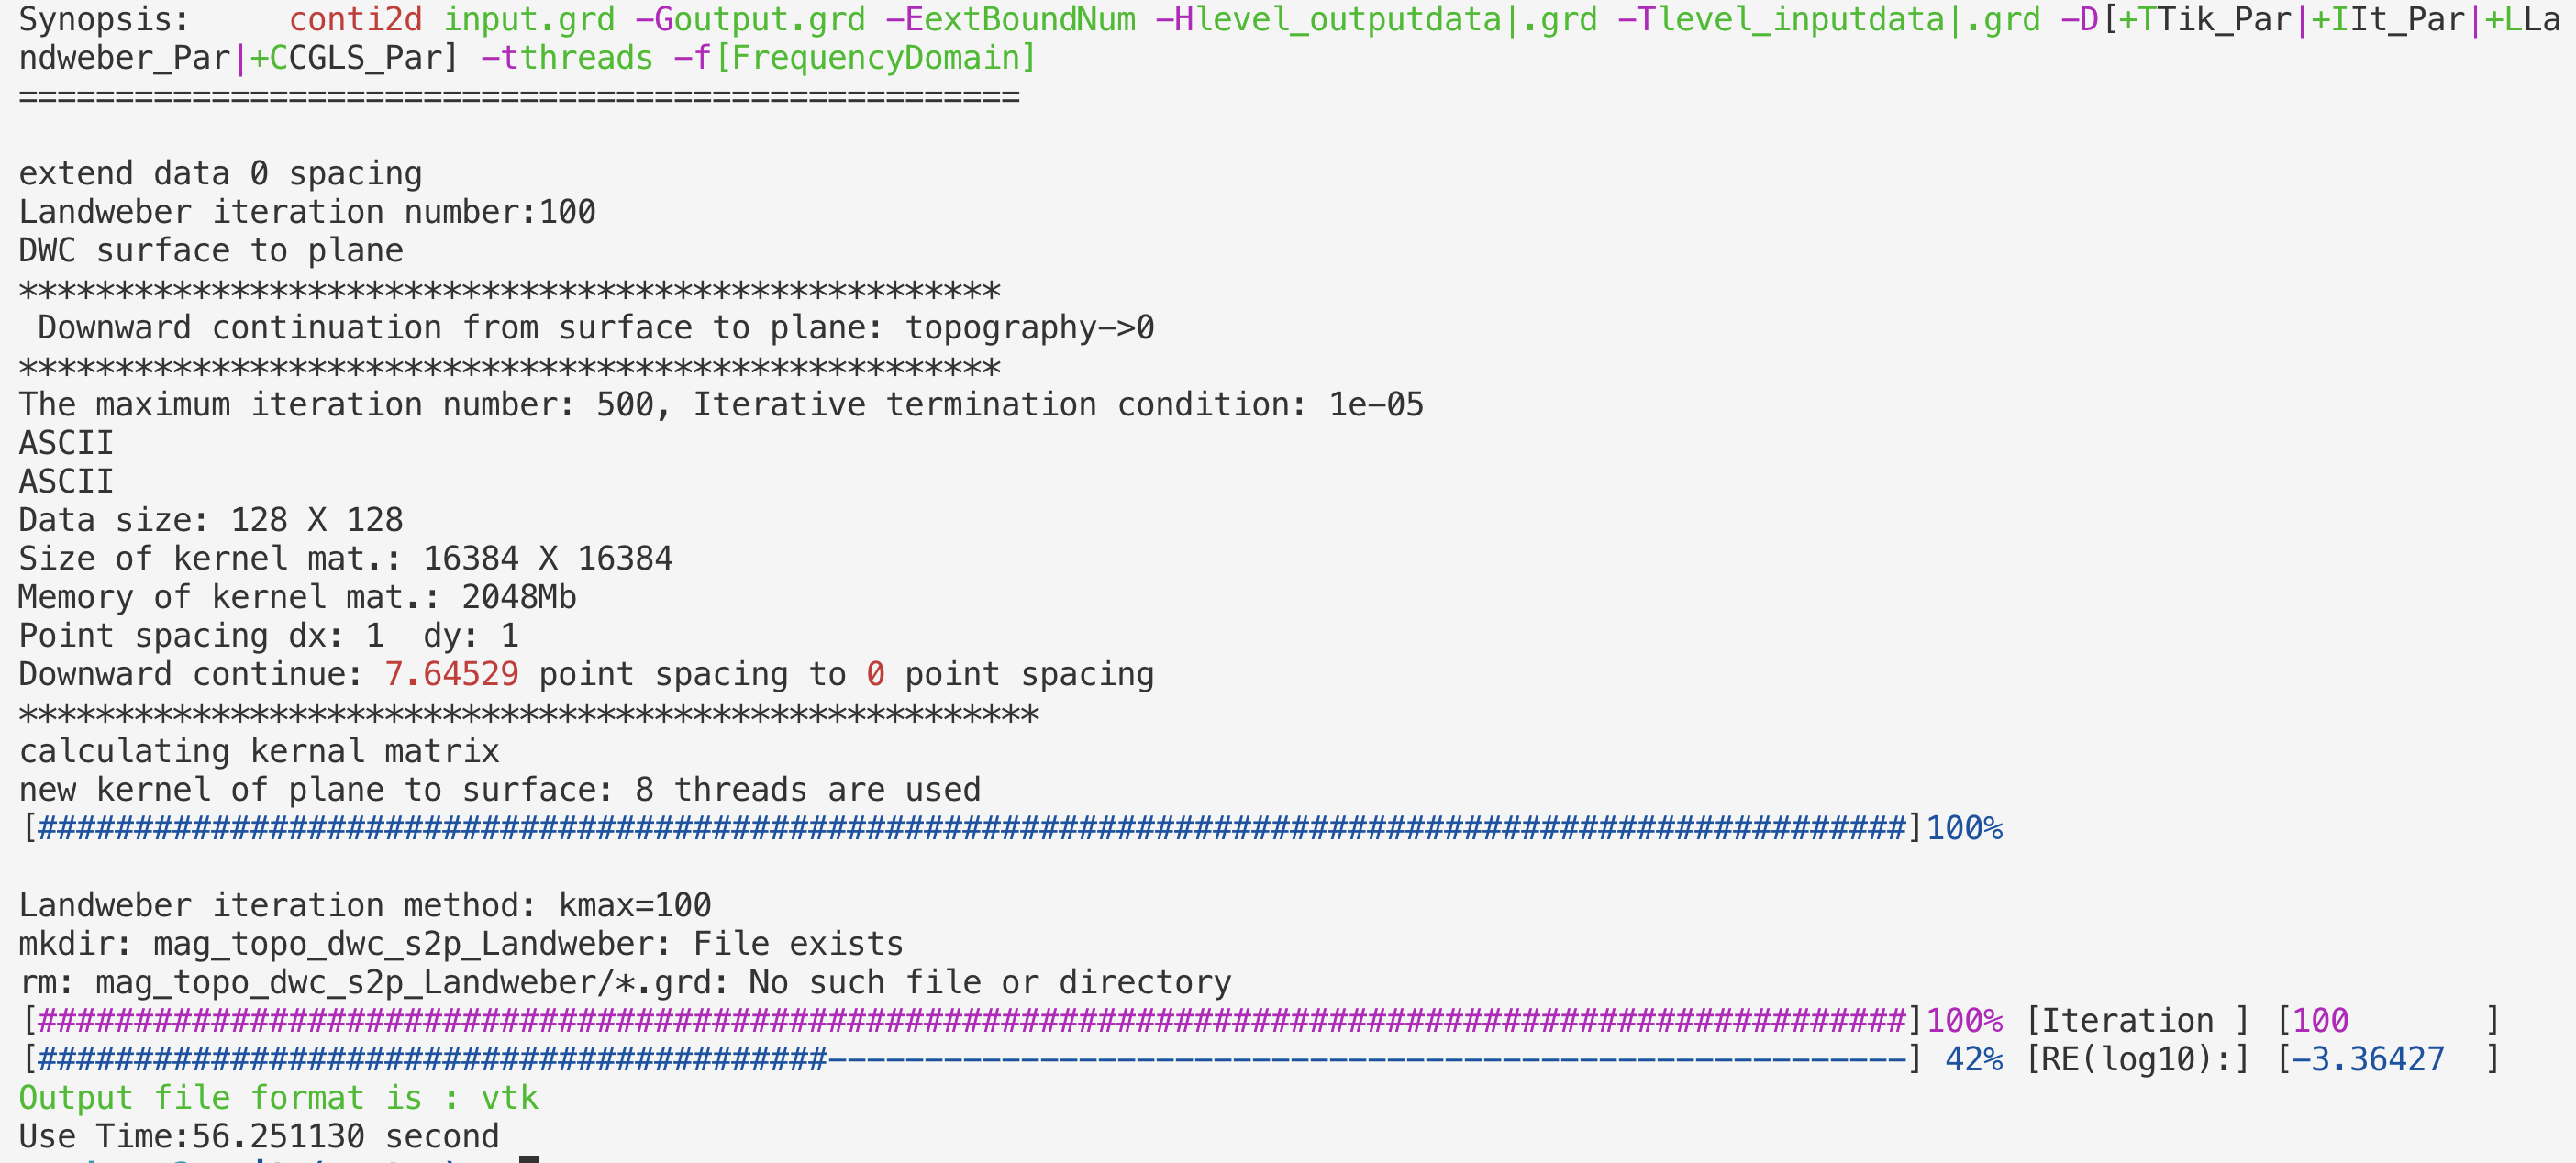 Synopsis:     conti2d input.grd -Goutput.grd -EextBoundNum -Hlevel_outputdata|.grd -Tlevel_inputdata|.grd -D[+TTik_Par|+IIt_Par|+LLa
ndweber_Par|+CCGLS_Par] -tthreads -f[FrequencyDomain]
====================================================
extend data 0 spacing
Landweber iteration number:100
DWC surface to plane
***************************************************
 Downward continuation from surface to plane: topography->0
***************************************************
The maximum iteration number: 500, Iterative termination condition: 1e-05
ASCII
ASCII
Data size: 128 X 128
Size of kernel mat.: 16384 X 16384
Memory of kernel mat.: 2048Mb
Point spacing dx: 1  dy: 1
Downward continue: 7.64529 point spacing to 0 point spacing
*****************************************************
calculating kernal matrix
new kernel of plane to surface: 8 threads are used
[#################################################################################################]100%
Landweber iteration method: kmax=100
mkdir: mag_topo_dwc_s2p_Landweber: File exists
rm: mag_topo_dwc_s2p_Landweber/*.grd: No such file or directory
[#################################################################################################]100% [Iteration ] [100       ]
[#########################################--------------------------------------------------------] 42% [RE(log10):] [-3.36427  ]
Output file format is : vtk
Use Time:56.251130 second